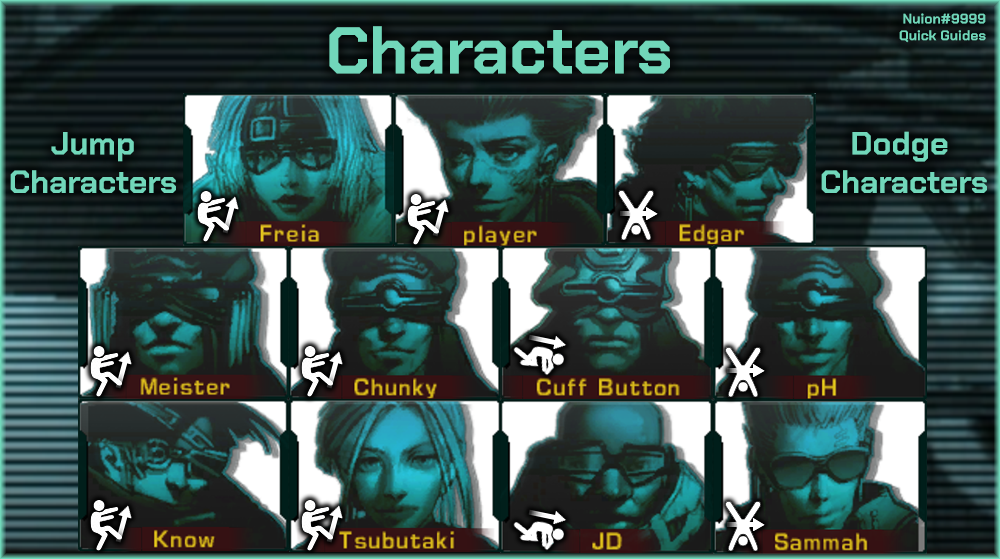 Nuion#9999
Quick Guides
Characters
Jump
Characters
Dodge
Characters
Freia
player
Edgar
Meister
Chunky
Cuff Button
pH
Know
Tsubutaki
JD
Sammah